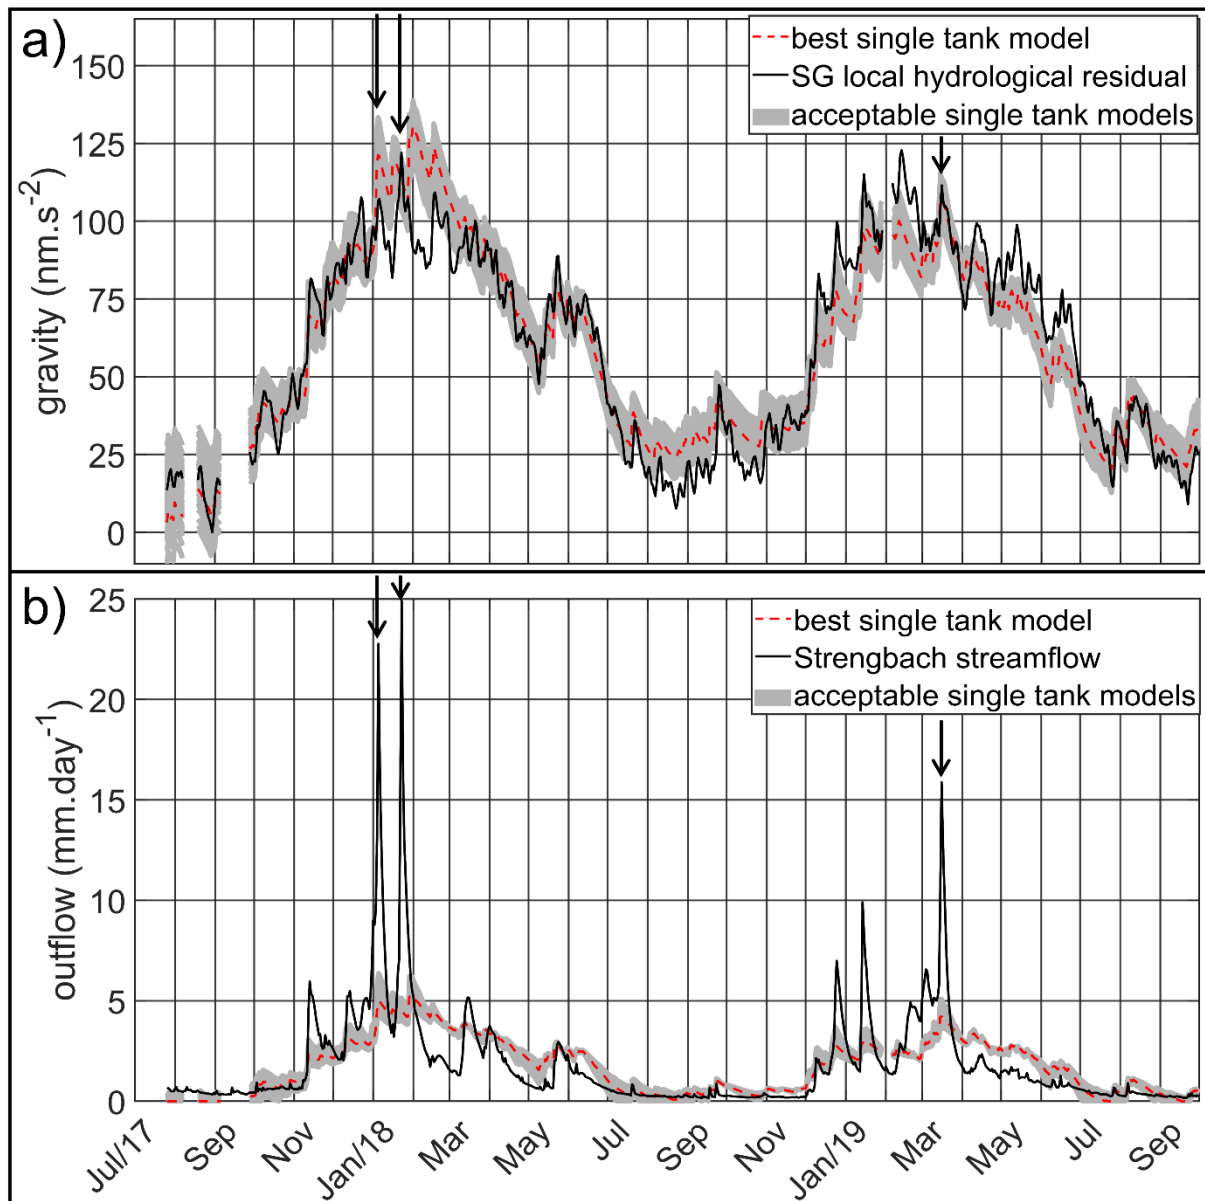 a)
best single tank model
SG local hydrological residual
acceptable single tank models
150
125
100
75
50
25
0
gravity (nm.s⁻²)
b)
best single tank model
Strengbach streamflow
acceptable single tank models
25
20
15
10
5
0
outflow (mm.day⁻¹)
Jul/17 Sep Nov Jan/18 Mar May Jul Sep Nov Jan/19 Mar May Jul Sep